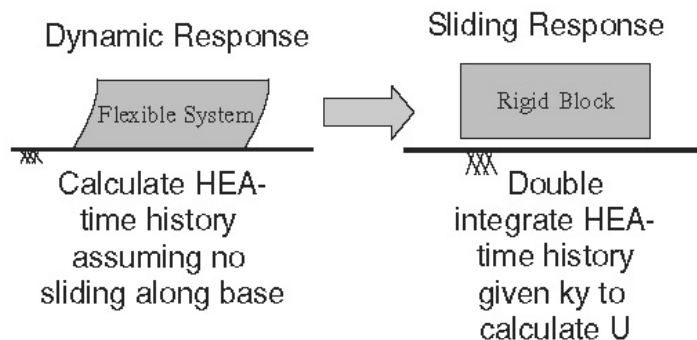 Dynamic Response
Flexible System
Calculate HEA-
time history
assuming no
sliding along base
Sliding Response
Rigid Block
Double
integrate HEA-
time history
given ky to
calculate U